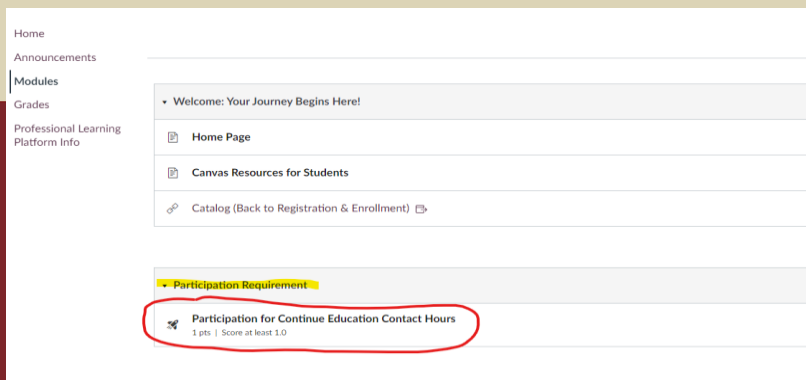 Home
Announcements
Modules
Grades
Professional Learning
Platform Info
Welcome: Your Journey Begins Here!
Home Page
Canvas Resources for Students
Catalog (Back to Registration & Enrollment)
Participation Requirement
Participation for Continue Education Contact Hours
1 pts | Score at least 1.0